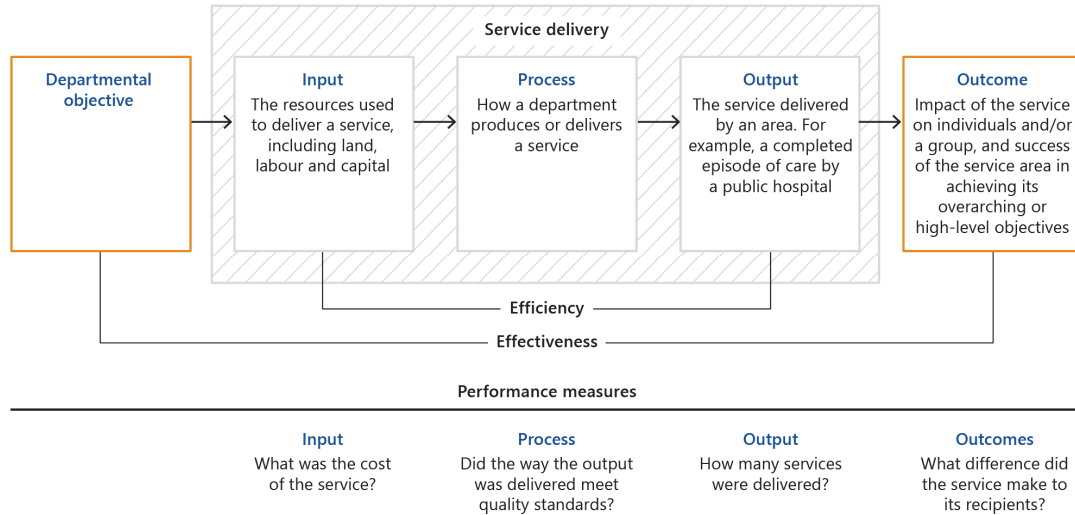 Service delivery
Departmental
objective
Input
The resources used
to deliver a service,
including land,
labour and capital
Process
How a department
produces or delivers
a service
Output
The service delivered
by an area. For
example, a completed
episode of care by
a public hospital
Outcome
Impact of the service
on individuals and/or
a group, and success
of the service area in
achieving its
overarching or
high-level objectives
Efficiency
Effectiveness
Performance measures
Input
What was the cost
of the service?
Process
Did the way the output
was delivered meet
quality standards?
Output
How many services
were delivered?
Outcomes
What difference did
the service make to
its recipients?